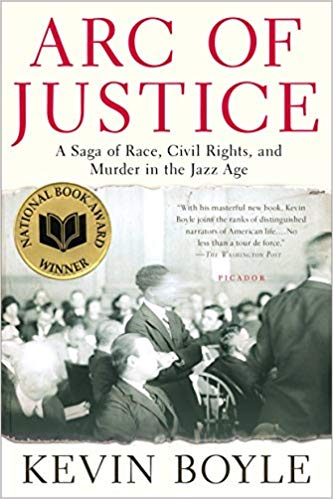 ARC OF
JUSTICE
A Saga of Race, Civil Rights, and
Murder in the Jazz Age
NATIONAL BOOK AWARD
WINNER
"With his masterful new book, Kevin
Boyle joins the ranks of distinguished
narrators of American life.…No
less than a tour de force."
—THE WASHINGTON POST
PICADOR
KEVIN BOYLE